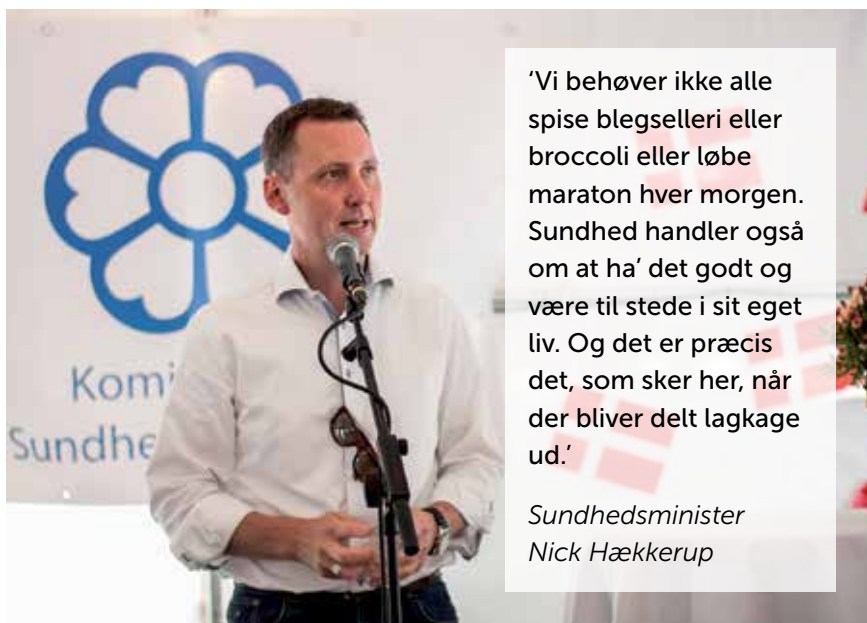 Komi
Sundhe
‘Vi behøver ikke alle
spise blegselleri eller
broccoli eller løbe
maraton hver morgen.
Sundhed handler også
om at ha’ det godt og
være til stede i sit eget
liv. Og det er præcis
det, som sker her, når
der bliver delt lagkage
ud.’
Sundhedsminister
Nick Hækkerup